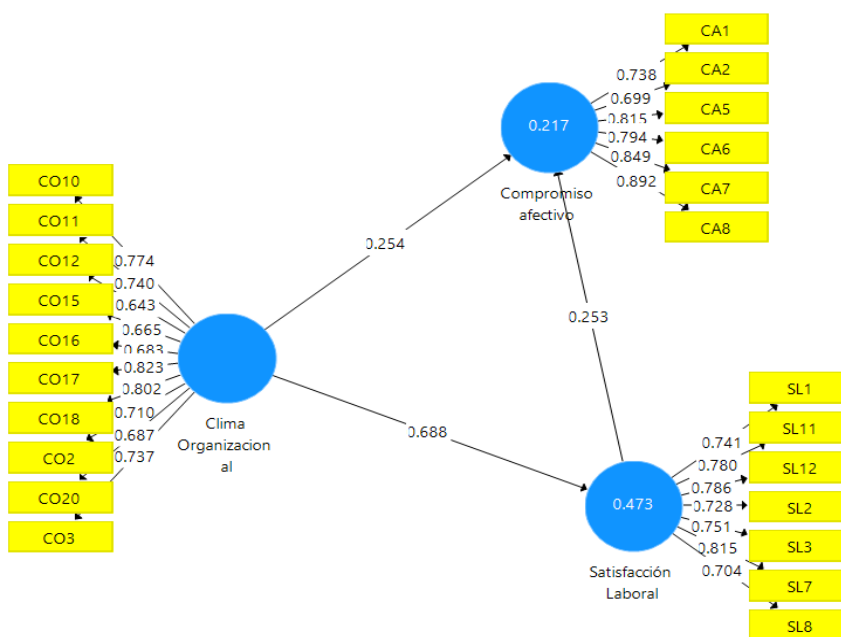 CA1
0.738
CA2
0.699
CA5
0.815
0.794
CA6
0.849
CA7
0.892
CA8
0.217
Compromiso
afectivo
CO10
CO11
CO12
CO15
CO16
CO17
CO18
CO2
CO20
CO3
0.774
0.740
0.643
0.665
0.683
0.823
0.802
0.710
0.687
0.737
Clima
Organizacion
al
0.254
0.253
0.688
0.473
Satisfacción
Laboral
SL1
0.741
SL11
0.780
SL12
0.786
0.728
SL2
0.751
SL3
0.815
SL7
0.704
SL8